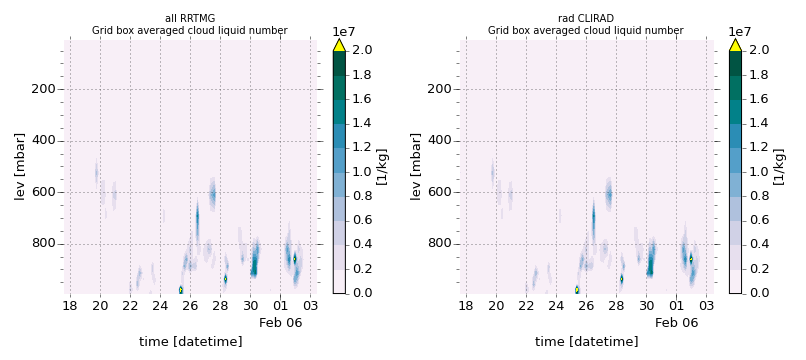 all RRTMG
Grid box averaged cloud liquid number
1e7
2.0
1.8
1.6
1.4
1.2
1.0
0.8
0.6
0.4
0.2
0.0
[1/kg]
200
400
600
800
lev [mbar]
18 20 22 24 26 28 30 01 03
Feb 06
time [datetime]
rad CLIRAD
Grid box averaged cloud liquid number
1e7
2.0
1.8
1.6
1.4
1.2
1.0
0.8
0.6
0.4
0.2
0.0
[1/kg]
200
400
600
800
lev [mbar]
18 20 22 24 26 28 30 01 03
Feb 06
time [datetime]